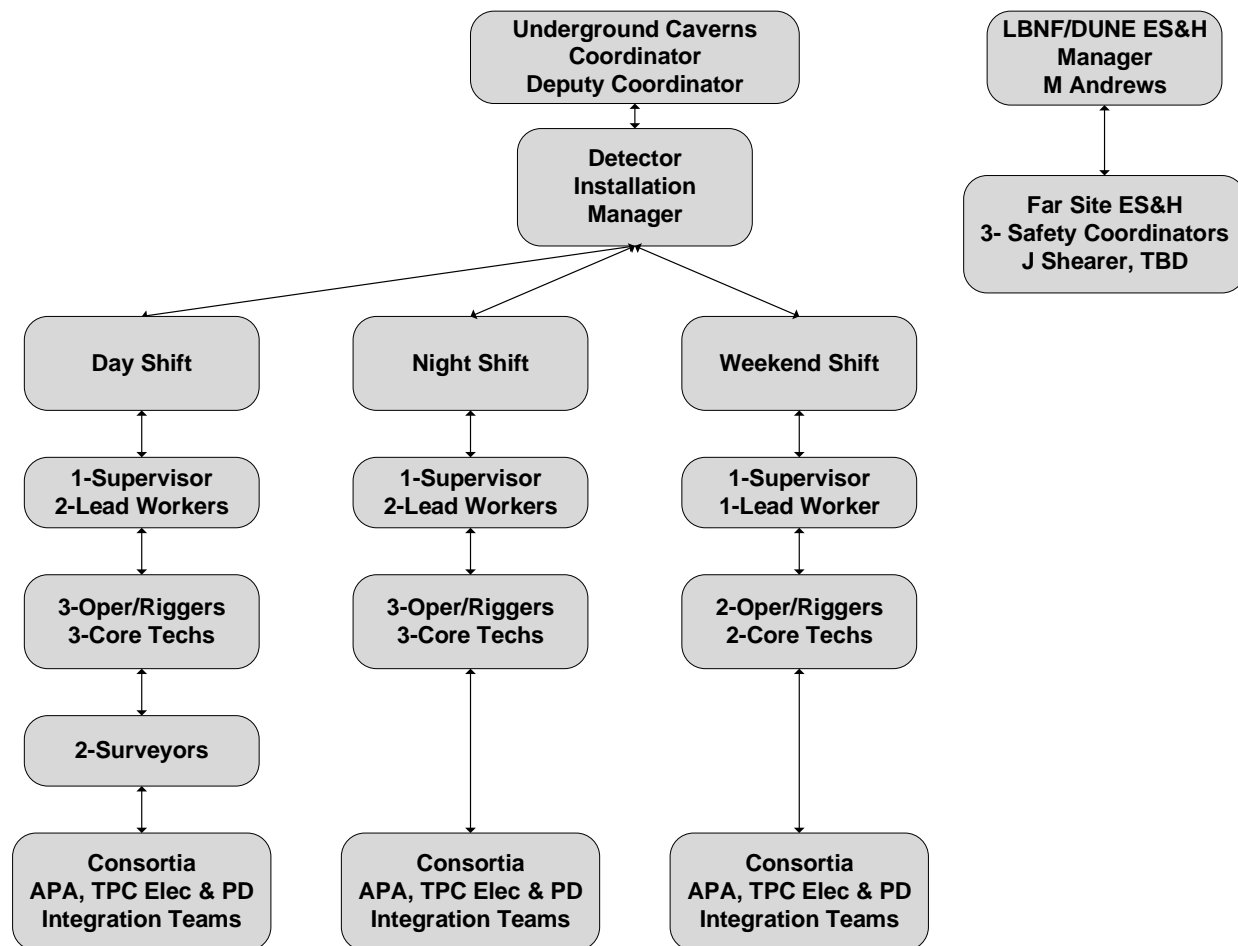 Underground Caverns
Coordinator
Deputy Coordinator
LBNF/DUNE ES&H
Manager
M Andrews
Detector
Installation
Manager
Far Site ES&H
3- Safety Coordinators
J Shearer, TBD
Day Shift
Night Shift
Weekend Shift
1-Supervisor
2-Lead Workers
1-Supervisor
2-Lead Workers
1-Supervisor
1-Lead Worker
3-Oper/Riggers
3-Core Techs
3-Oper/Riggers
3-Core Techs
2-Oper/Riggers
2-Core Techs
2-Surveyors
Consortia
APA, TPC Elec & PD
Integration Teams
Consortia
APA, TPC Elec & PD
Integration Teams
Consortia
APA, TPC Elec & PD
Integration Teams